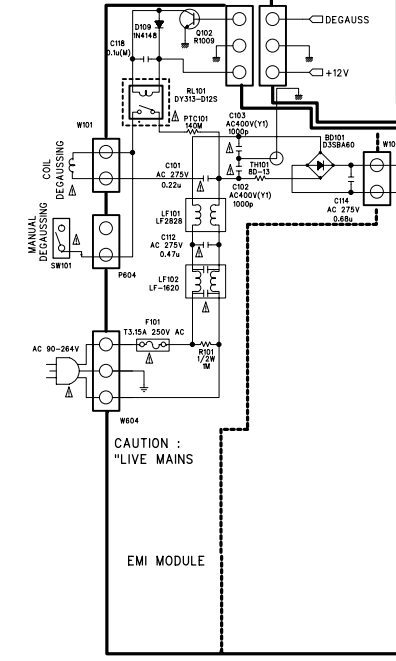 D109
1N4148
Q102
R1009
DEGAUSS
C118
0.1u(M)
+12V
RL101
DY313-D12S
W101
PTC101
140M
C103
AC400V(Y1)
1000p
BD101
D3SBA60
W10
COIL
DEGAUSSING
C101
AC 275V
0.22u
TH101
8D-13
C102
AC400V(Y1)
1000p
C114
AC 275V
0.68u
LF101
LF2828
MANUAL
DEGAUSSING
C112
AC 275V
0.47u
SW101
P604
LF102
LF-1620
F101
T3.15A 250V AC
AC 90-264V
R101
1/2W
1M
W604
CAUTION :
"LIVE MAINS
EMI MODULE